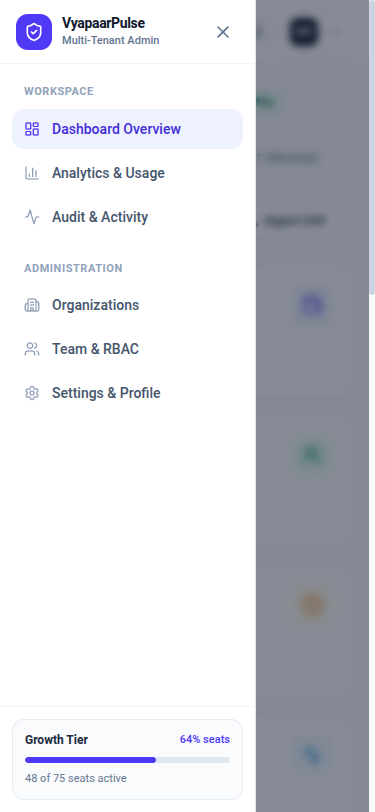 VyapaarPulse
Multi-Tenant Admin
WORKSPACE
Dashboard Overview
Analytics & Usage
Audit & Activity
ADMINISTRATION
Organizations
Team & RBAC
Settings & Profile
Growth Tier
64% seats
48 of 75 seats active